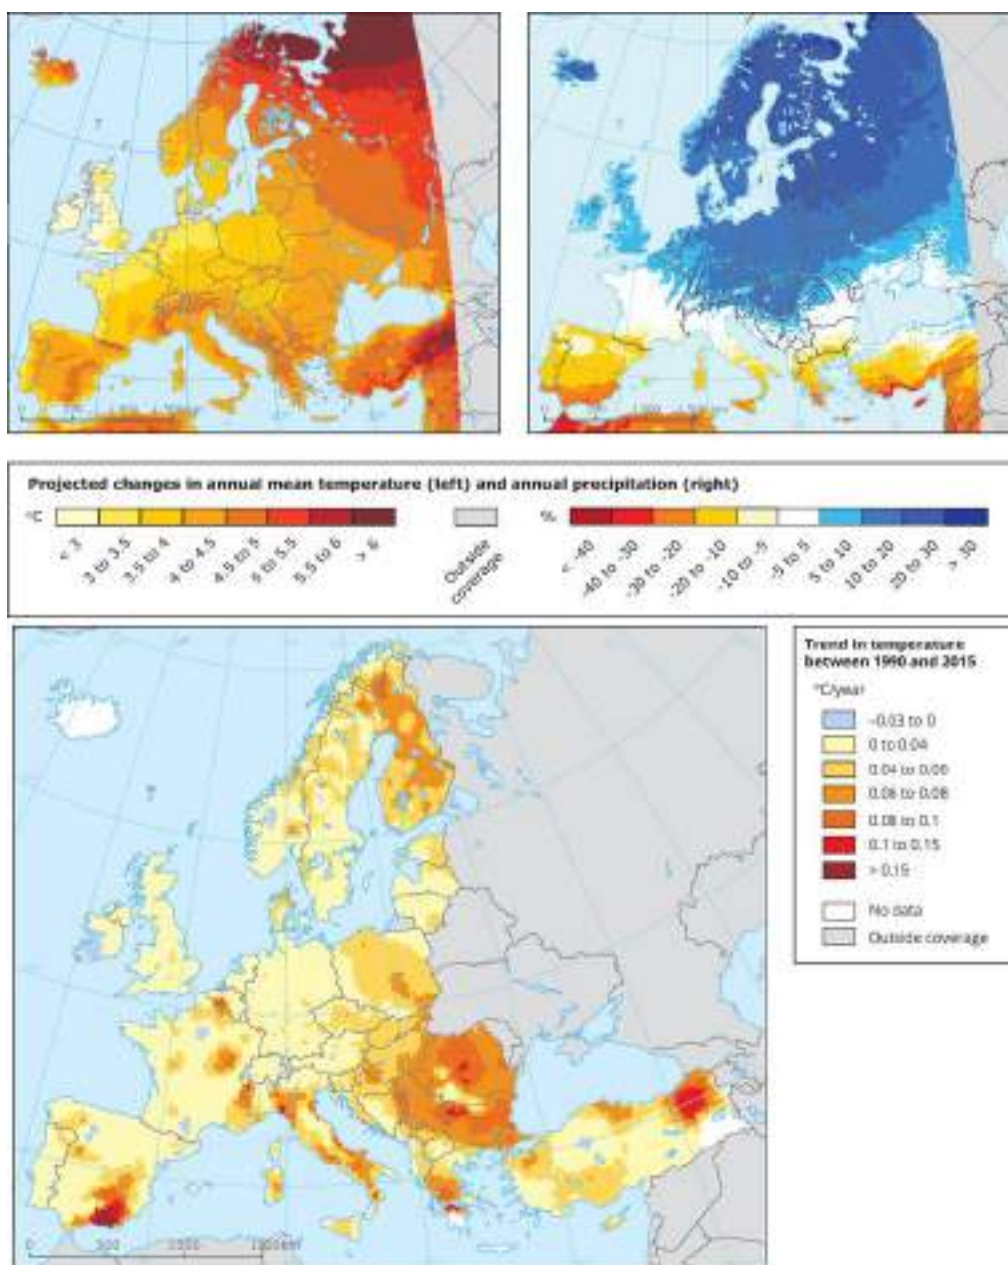 Projected changes in annual mean temperature (left) and annual precipitation (right)
°C
< 3
3 to 3.5
3.5 to 4
4 to 4.5
4.5 to 5
5 to 5.5
5.5 to 6
> 6
Outside
coverage
%
< -40
-40 to -30
-30 to -20
-20 to -10
-10 to -5
-5 to 5
5 to 10
10 to 20
20 to 30
> 30
Trend in temperature
between 1990 and 2015
°C/year
-0.03 to 0
0 to 0.04
0.04 to 0.06
0.06 to 0.08
0.08 to 0.1
0.1 to 0.15
> 0.15
No data
Outside coverage
0 500 1000 1500 km